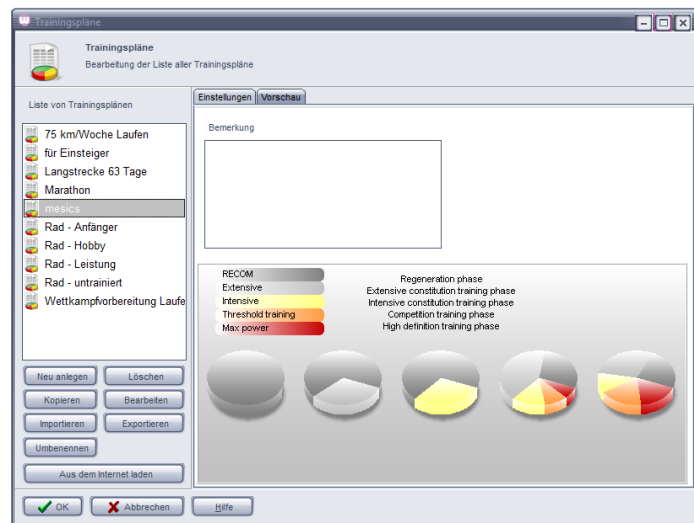 Trainingspläne
Trainingspläne
Bearbeitung der Liste aller Trainingspläne
Liste von Trainingsplänen
75 km/Woche Laufen
für Einsteiger
Langstrecke 63 Tage
Marathon
mesics
Rad - Anfänger
Rad - Hobby
Rad - Leistung
Rad - untrainiert
Wettkampfvorbereitung Laufe
Neu anlegen Löschen
Kopieren Bearbeiten
Importieren Exportieren
Umbenennen
Aus dem Internet laden
Einstellungen Vorschau
Bemerkung
RECOM
Extensive
Intensive
Threshold training
Max power
Regeneration phase
Extensive constitution training phase
Intensive constitution training phase
Competition training phase
High definition training phase
OK Abbrechen Hilfe